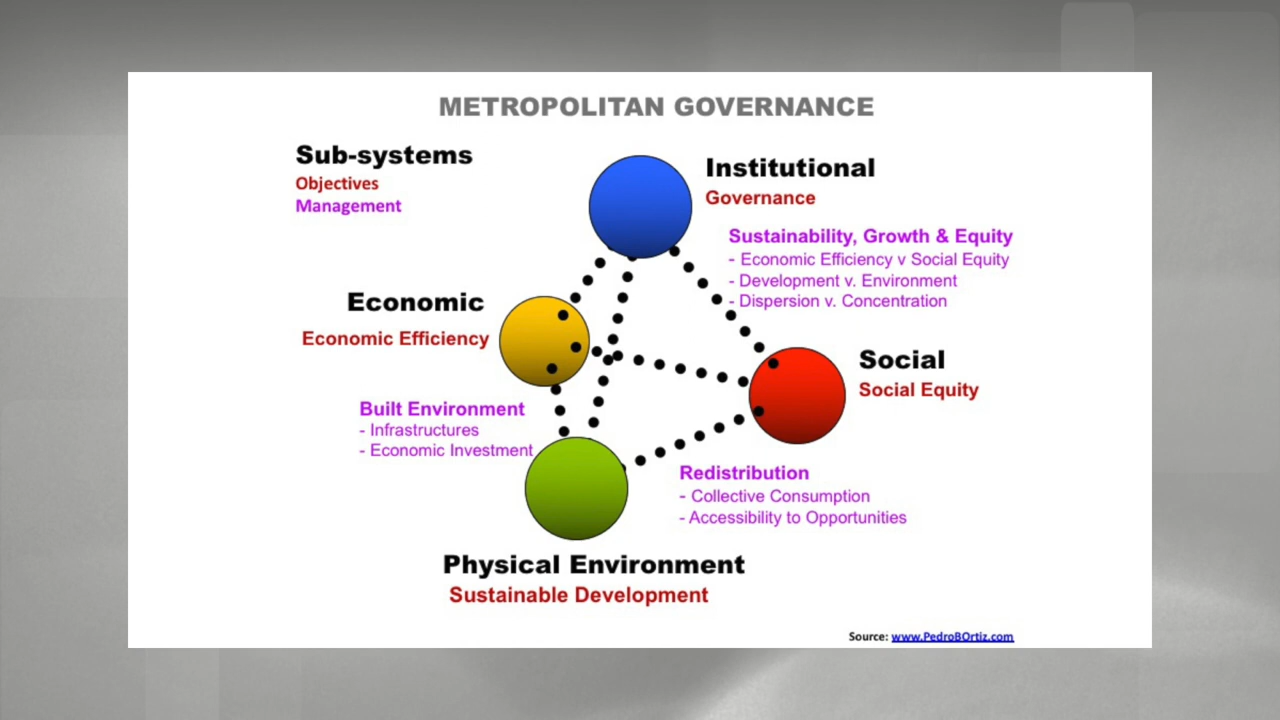 METROPOLITAN GOVERNANCE
Sub-systems
Objectives
Management
Institutional
Governance
Sustainability, Growth & Equity
- Economic Efficiency v Social Equity
- Development v. Environment
- Dispersion v. Concentration
Economic
Economic Efficiency
Social
Social Equity
Built Environment
- Infrastructures
- Economic Investment
Redistribution
- Collective Consumption
- Accessibility to Opportunities
Physical Environment
Sustainable Development
Source: www.PedroBOrtiz.com